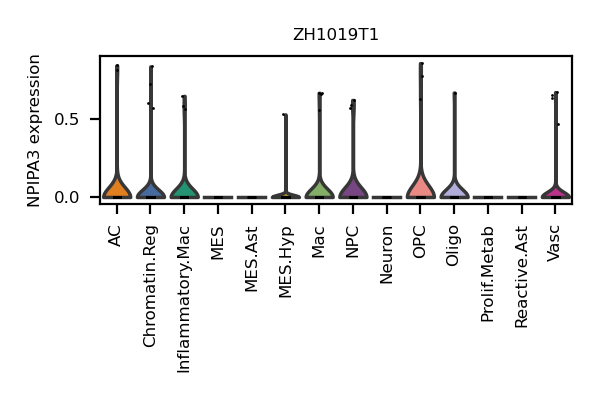 ZH1019T1
NPIPA3 expression
0.5
0.0
AC
Chromatin.Reg
Inflammatory.Mac
MES
MES.Ast
MES.Hyp
Mac
NPC
Neuron
OPC
Oligo
Prolif.Metab
Reactive.Ast
Vasc